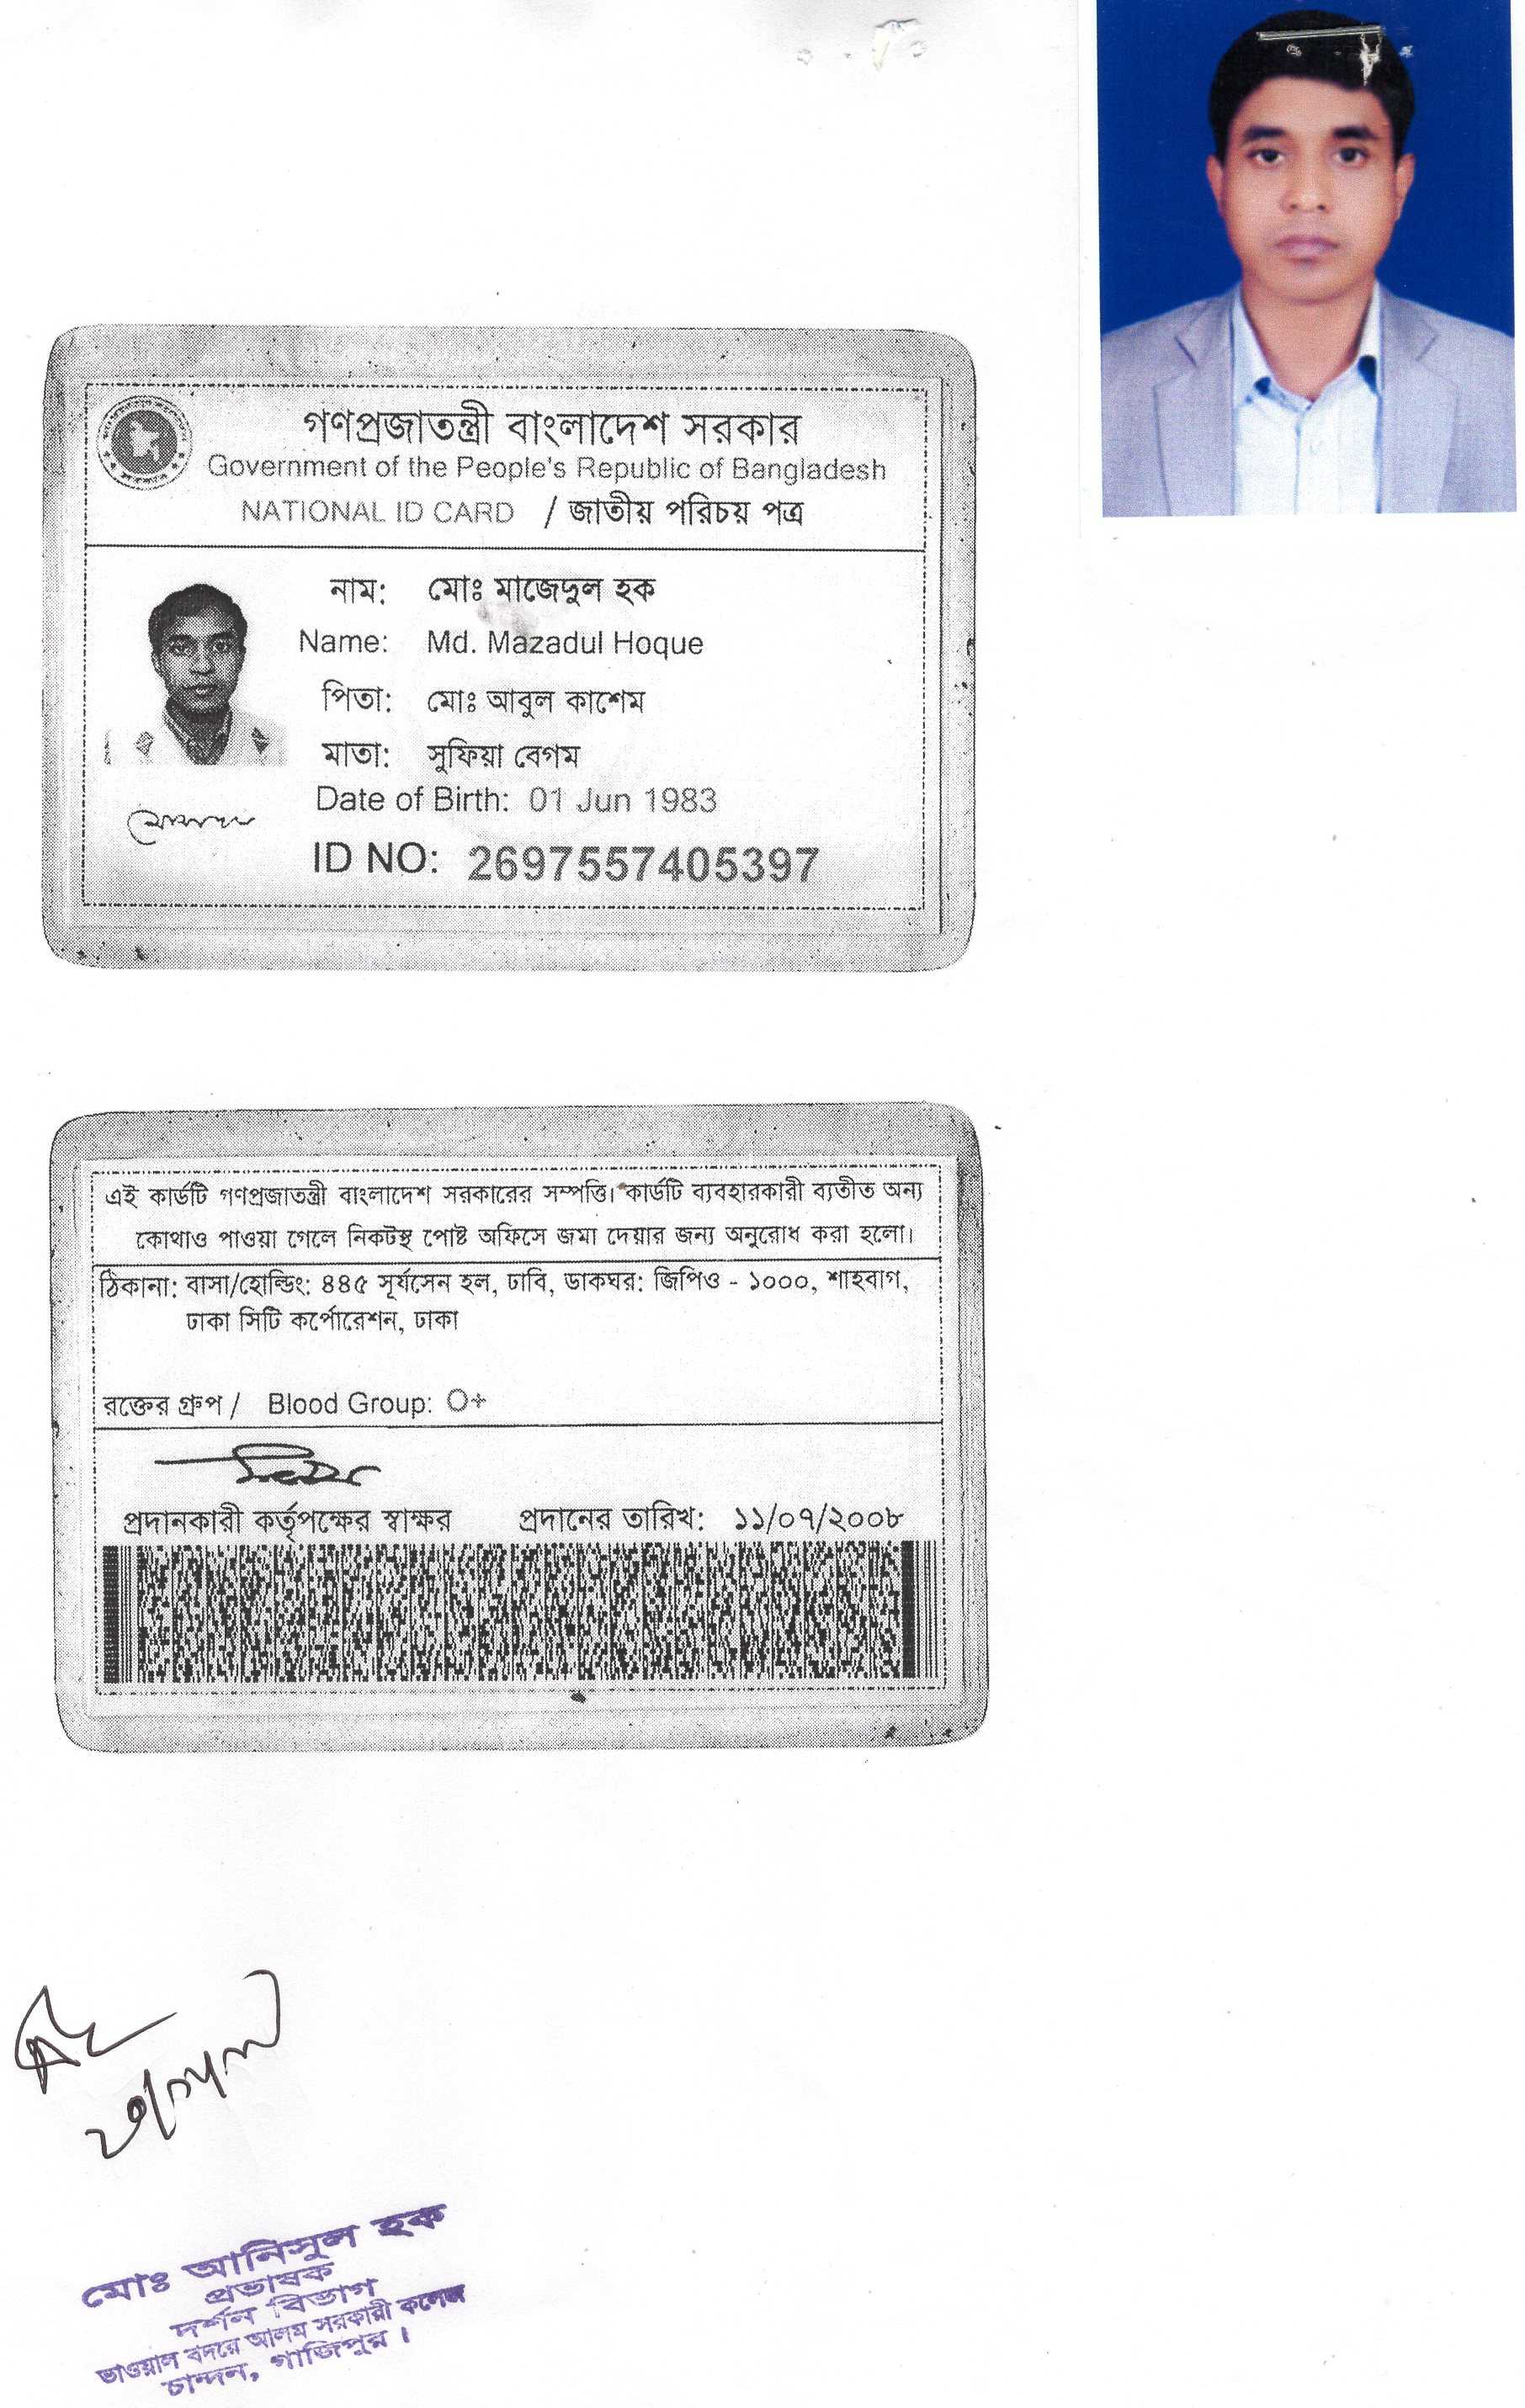 গণপ্রজাতন্ত্রী বাংলাদেশ সরকার
Government of the People's Republic of Bangladesh
NATIONAL ID CARD / জাতীয় পরিচয় পত্র
নাম: মোঃ মাজেদুল হক
Name: Md. Mazadul Hoque
পিতা: মোঃ আবুল কাশেম
মাতা: সুফিয়া বেগম
Date of Birth: 01 Jun 1983
ID NO: 2697557405397
এই কার্ডটি গণপ্রজাতন্ত্রী বাংলাদেশ সরকারের সম্পত্তি। কার্ডটি ব্যবহারকারী ব্যতীত অন্য
কোথাও পাওয়া গেলে নিকটস্থ পোষ্ট অফিসে জমা দেয়ার জন্য অনুরোধ করা হলো।
ঠিকানা: বাসা/হোল্ডিং: ৪৪৫ সূর্যসেন হল, ঢাবি, ডাকঘর: জিপিও - ১০০০, শাহবাগ,
ঢাকা সিটি কর্পোরেশন, ঢাকা
রক্তের গ্রুপ / Blood Group: O+
প্রদানকারী কর্তৃপক্ষের স্বাক্ষর প্রদানের তারিখ: ১১/০৭/২০০৮
মোঃ আনিসুল হক
প্রভাষক
দর্শন বিভাগ
ভাওয়াল বদরে আলম সরকারী কলেজ
চান্দনা, গাজিপুর।